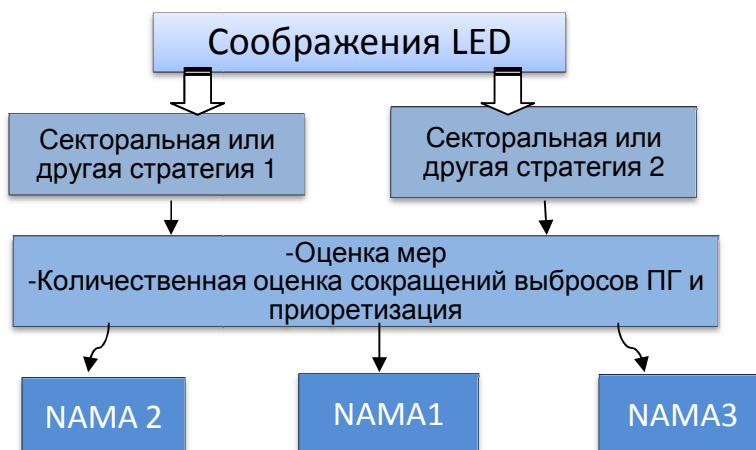 Соображения LED
Секторальная или
другая стратегия 1
Секторальная или
другая стратегия 2
-Оценка мер
-Количественная оценка сокращений выбросов ПГ и
приоретизация
NAMA 2
NAMA1
NAMA3